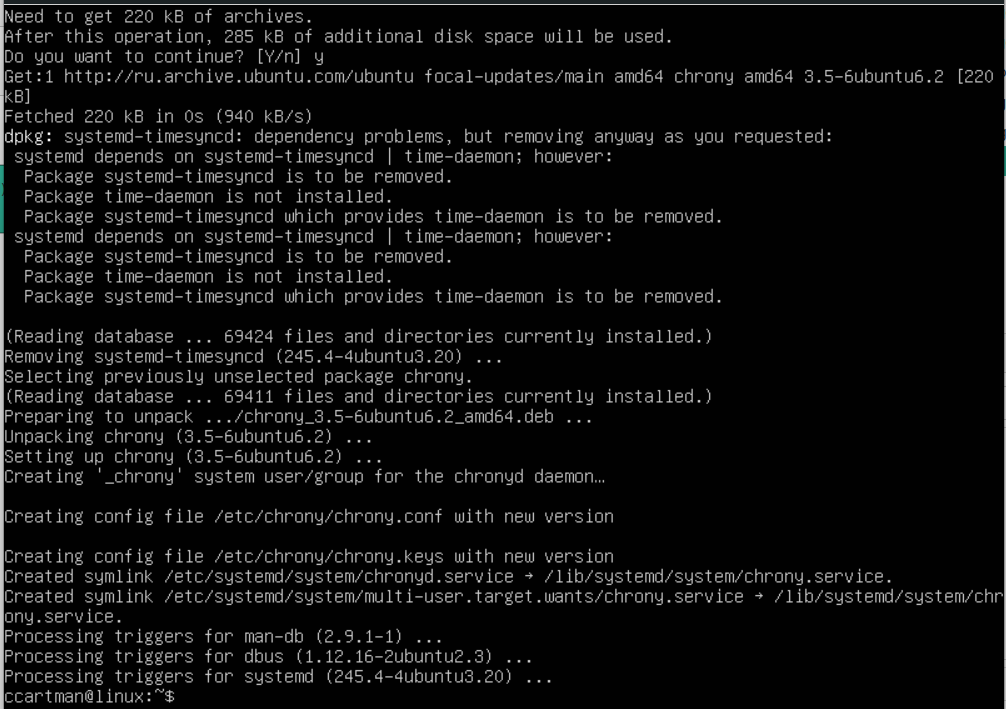 Need to get 220 kB of archives.
After this operation, 285 kB of additional disk space will be used.
Do you want to continue? [Y/n] y
Get:1 http://ru.archive.ubuntu.com/ubuntu focal-updates/main amd64 chrony amd64 3.5-6ubuntu6.2 [220
kB]
Fetched 220 kB in 0s (940 kB/s)
dpkg: systemd-timesyncd: dependency problems, but removing anyway as you requested:
 systemd depends on systemd-timesyncd | time-daemon; however:
  Package systemd-timesyncd is to be removed.
  Package time-daemon is not installed.
  Package systemd-timesyncd which provides time-daemon is to be removed.
 systemd depends on systemd-timesyncd | time-daemon; however:
  Package systemd-timesyncd is to be removed.
  Package time-daemon is not installed.
  Package systemd-timesyncd which provides time-daemon is to be removed.

(Reading database ... 69424 files and directories currently installed.)
Removing systemd-timesyncd (245.4-4ubuntu3.20) ...
Selecting previously unselected package chrony.
(Reading database ... 69411 files and directories currently installed.)
Preparing to unpack .../chrony_3.5-6ubuntu6.2_amd64.deb ...
Unpacking chrony (3.5-6ubuntu6.2) ...
Setting up chrony (3.5-6ubuntu6.2) ...
Creating '_chrony' system user/group for the chronyd daemon…

Creating config file /etc/chrony/chrony.conf with new version

Creating config file /etc/chrony/chrony.keys with new version
Created symlink /etc/systemd/system/chronyd.service → /lib/systemd/system/chrony.service.
Created symlink /etc/systemd/system/multi-user.target.wants/chrony.service → /lib/systemd/system/chr
ony.service.
Processing triggers for man-db (2.9.1-1) ...
Processing triggers for dbus (1.12.16-2ubuntu2.3) ...
Processing triggers for systemd (245.4-4ubuntu3.20) ...
ccartman@linux:~$